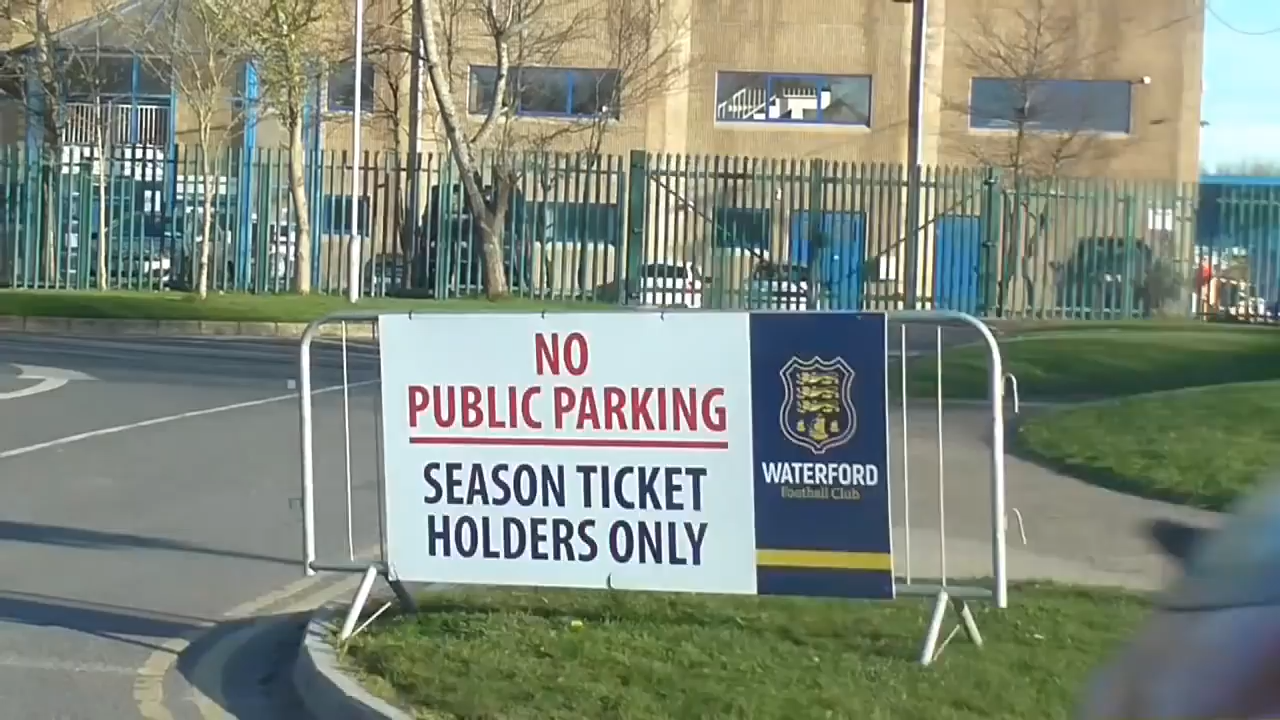 NO
PUBLIC PARKING
SEASON TICKET
HOLDERS ONLY
WATERFORD
Football Club